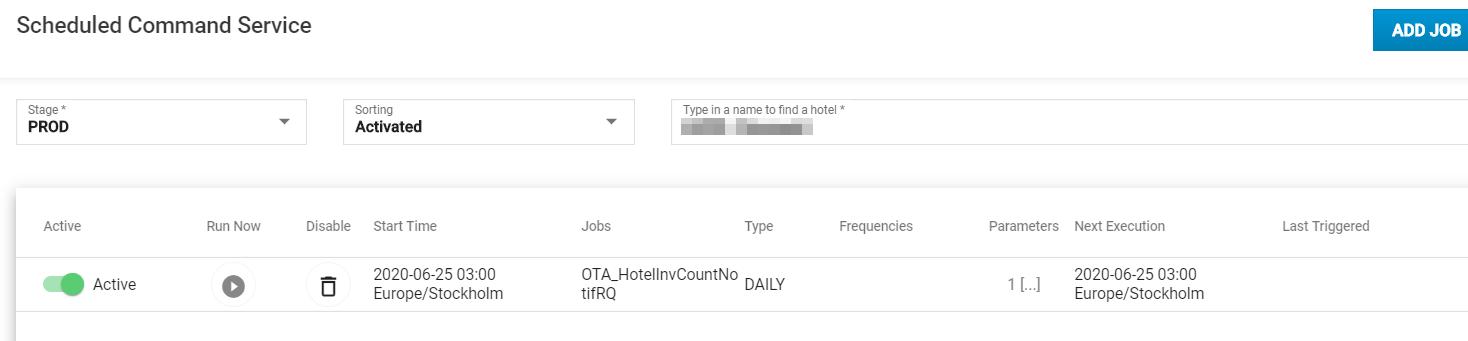 Scheduled Command Service
ADD JOB
Stage *
PROD
Sorting
Activated
Type in a name to find a hotel *
Active Run Now Disable Start Time Jobs Type Frequencies Parameters Next Execution Last Triggered
Active 2020-06-25 03:00 Europe/Stockholm OTA_HotelInvCountNotifRQ DAILY 1 [...] 2020-06-25 03:00 Europe/Stockholm